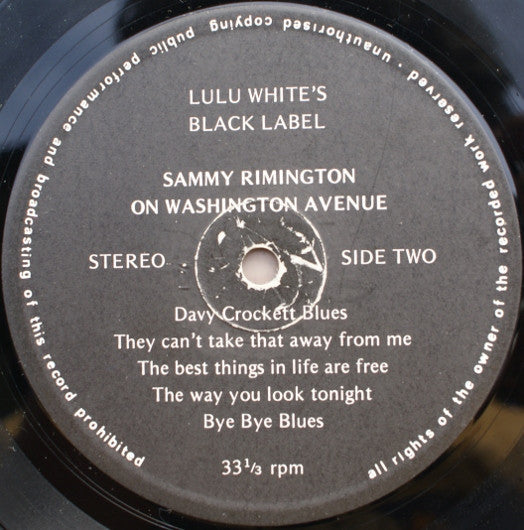 LULU WHITE'S
BLACK LABEL
SAMMY RIMINGTON
ON WASHINGTON AVENUE
STEREO
SIDE TWO
Davy Crockett Blues
They can't take that away from me
The best things in life are free
The way you look tonight
Bye Bye Blues
33 1/3 rpm
all rights of the owner of the recorded work reserved · unauthorised copying public performance and broadcasting of this record prohibited